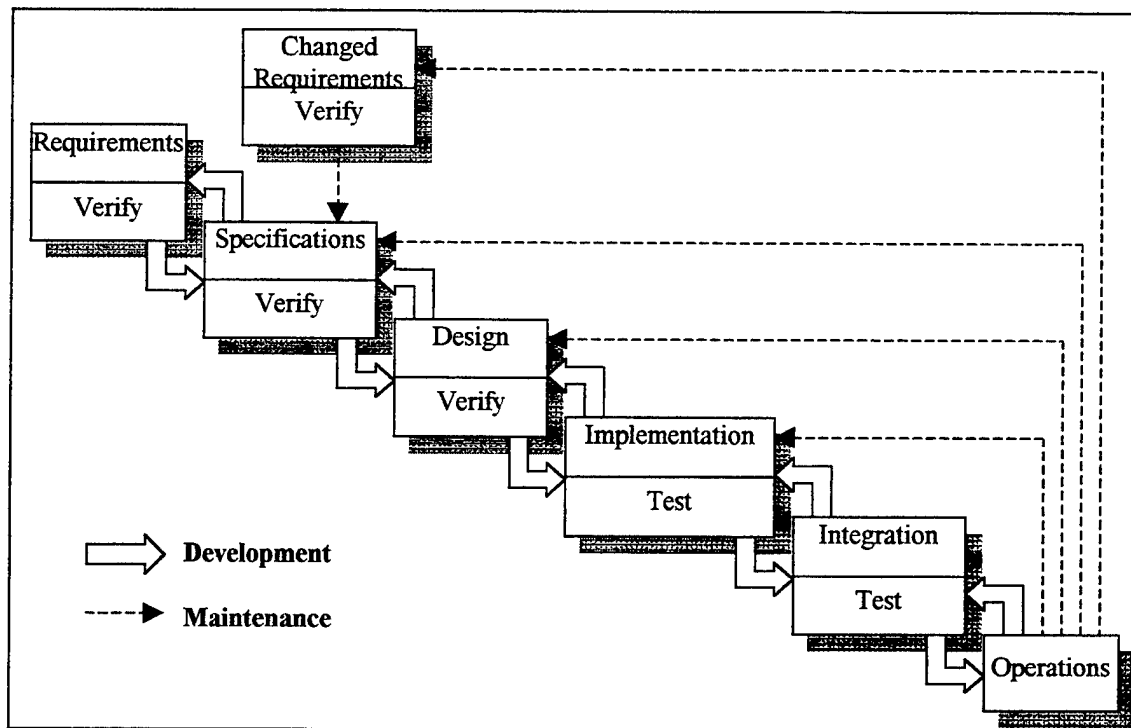 Changed
Requirements
Verify
Requirements
Verify
Specifications
Verify
Design
Verify
Implementation
Test
Integration
Test
Operations
Development
Maintenance